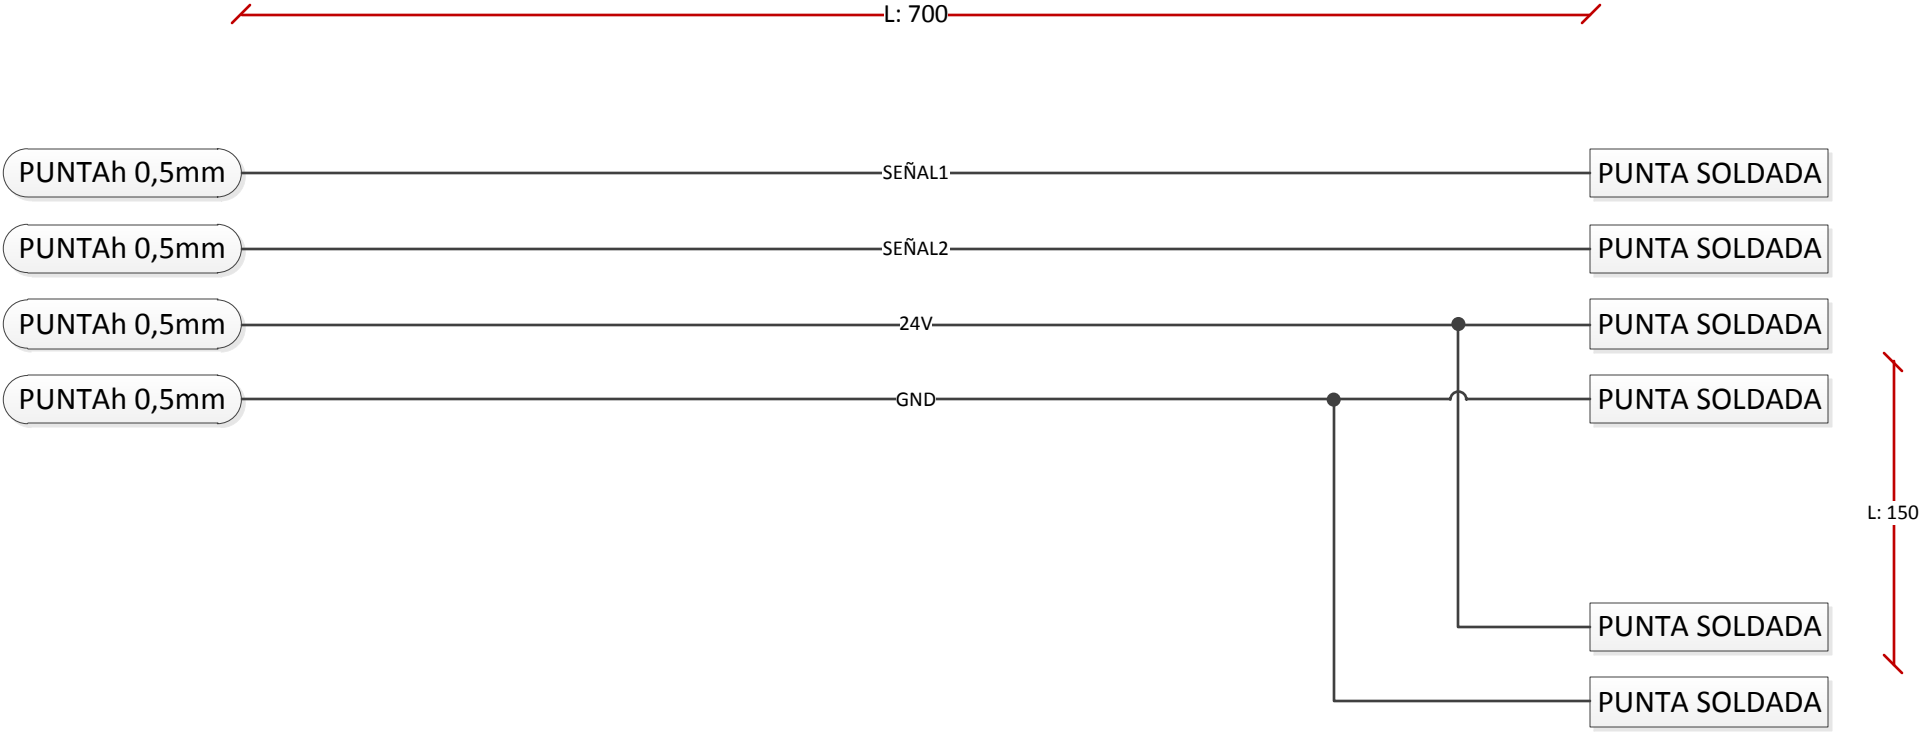 L: 700
PUNTAh 0,5mm SEÑAL1 PUNTA SOLDADA
PUNTAh 0,5mm SEÑAL2 PUNTA SOLDADA
PUNTAh 0,5mm 24V PUNTA SOLDADA
PUNTAh 0,5mm GND PUNTA SOLDADA
L: 150
PUNTA SOLDADA
PUNTA SOLDADA